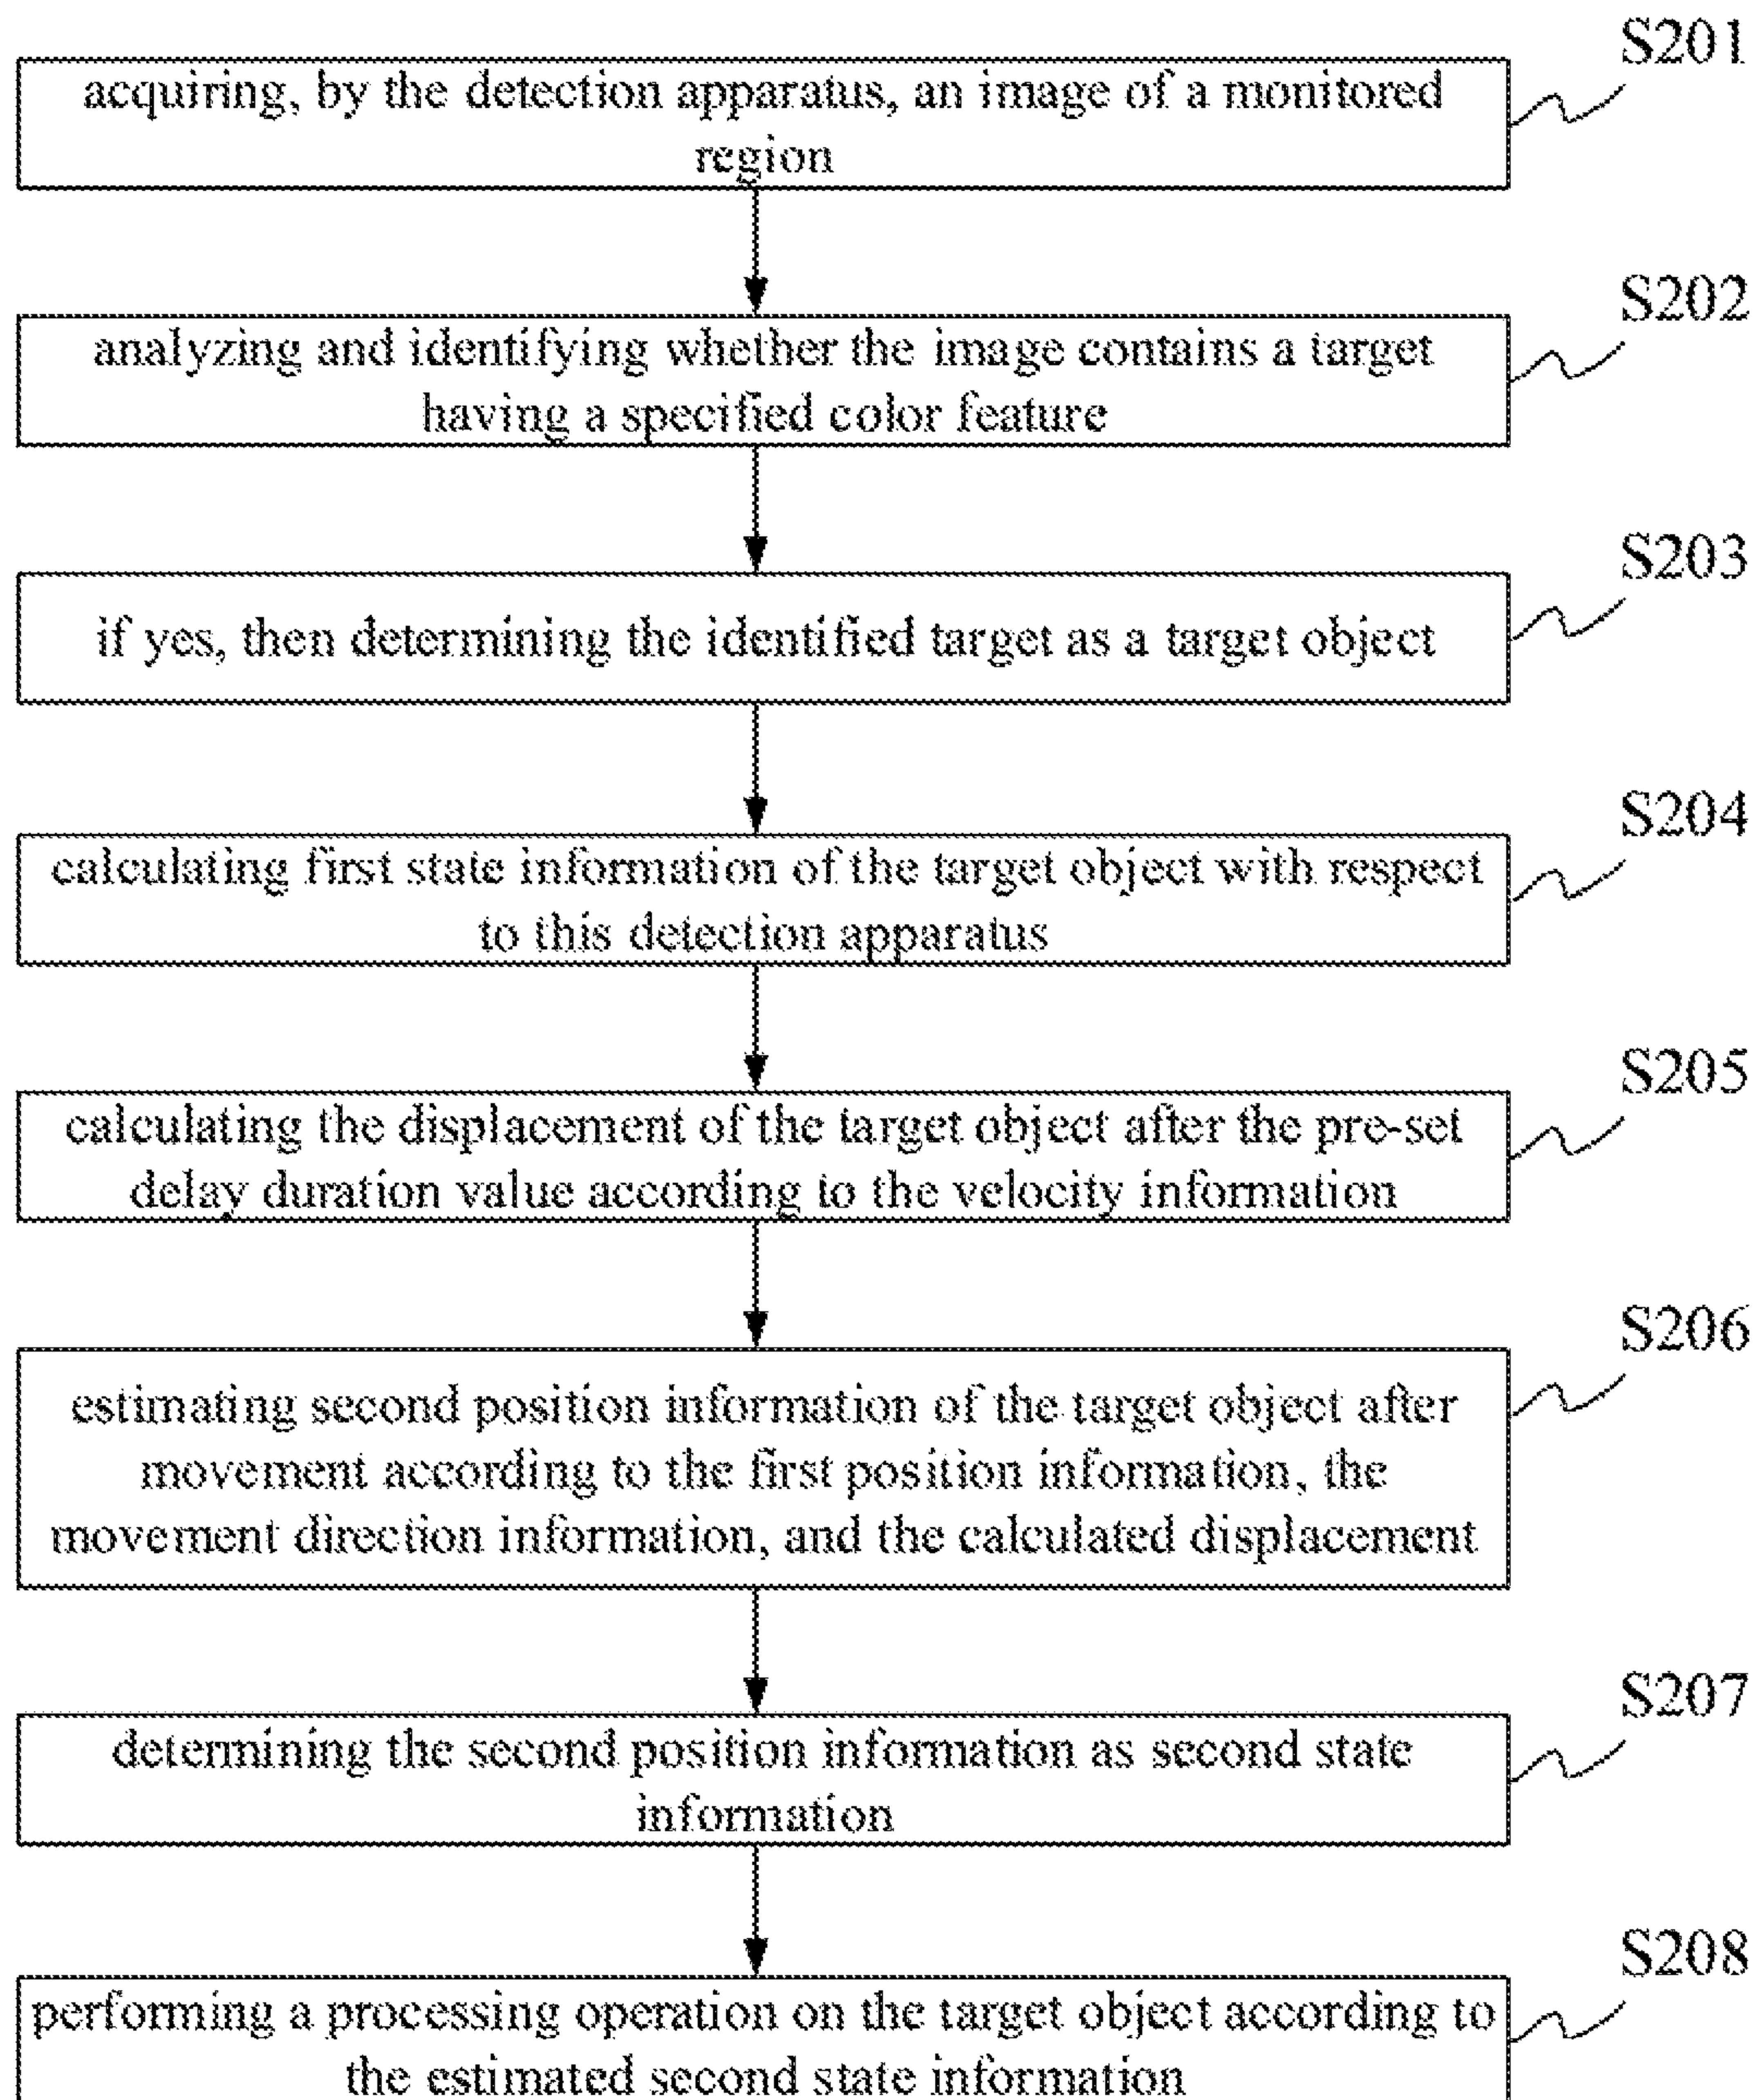 S201
acquiring, by the detection apparatus, an image of a monitored
region
S202
analyzing and identifying whether the image contains a target
having a specified color feature
S203
if yes, then determining the identified target as a target object
S204
calculating first state information of the target object with respect
to this detection apparatus
S205
calculating the displacement of the target object after the pre-set
delay duration value according to the velocity information
S206
estimating second position information of the target object after
movement according to the first position information, the
movement direction information, and the calculated displacement
S207
determining the second position information as second state
information
S208
performing a processing operation on the target object according to
the estimated second state information